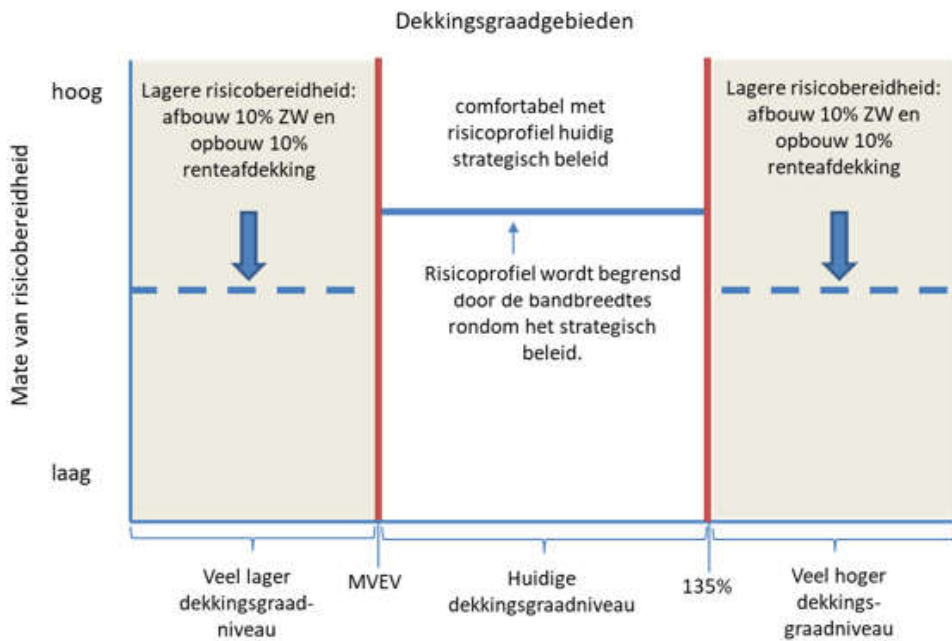 Dekkingsgraadgebieden
hoog
Lagere risicobereidheid:
afbouw 10% ZW en
opbouw 10%
renteafdekking
comfortabel met
risicoprofiel huidig
strategisch beleid
Lagere risicobereidheid:
afbouw 10% ZW en
opbouw 10%
renteafdekking
Mate van risicobereidheid
Risicoprofiel wordt begrensd
door de bandbreedtes
rondom het strategisch
beleid.
laag
Veel lager
dekkingsgraad-
niveau
MVEV
Huidige
dekkingsgraadniveau
135%
Veel hoger
dekkings-
graadniveau